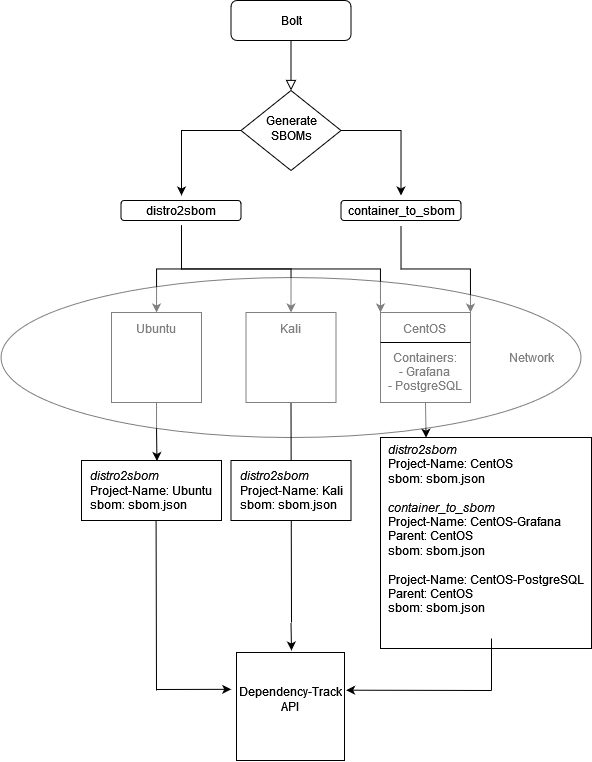 Bolt
Generate
SBOMs
distro2sbom
container_to_sbom
Ubuntu
Kali
CentOS
Containers:
- Grafana
- PostgreSQL
Network
distro2sbom
Project-Name: Ubuntu
sbom: sbom.json
distro2sbom
Project-Name: Kali
sbom: sbom.json
distro2sbom
Project-Name: CentOS
sbom: sbom.json
container_to_sbom
Project-Name: CentOS-Grafana
Parent: CentOS
sbom: sbom.json
Project-Name: CentOS-PostgreSQL
Parent: CentOS
sbom: sbom.json
Dependency-Track
API